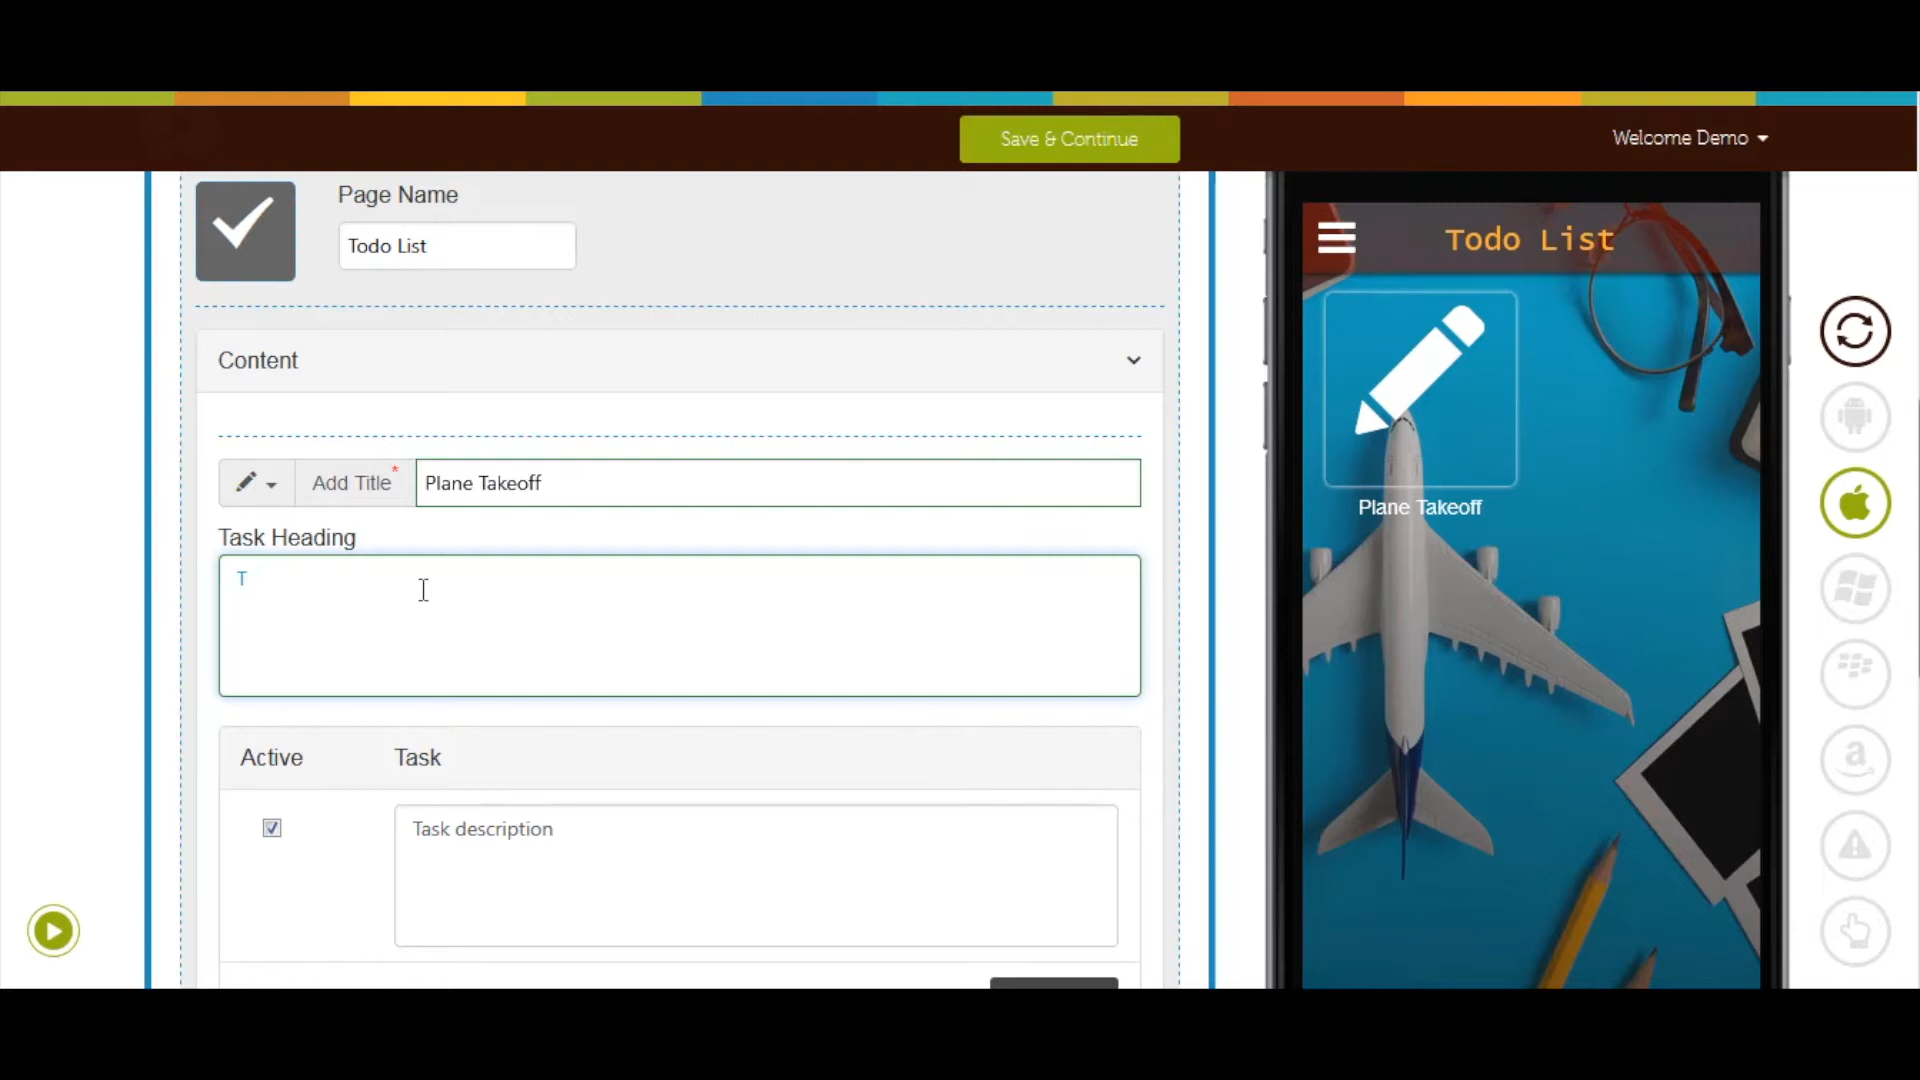 Save & Continue
Welcome Demo
Page Name
Todo List
Content
Add Title*
Plane Takeoff
Task Heading
T
Active
Task
Task description
Todo List
Plane Takeoff